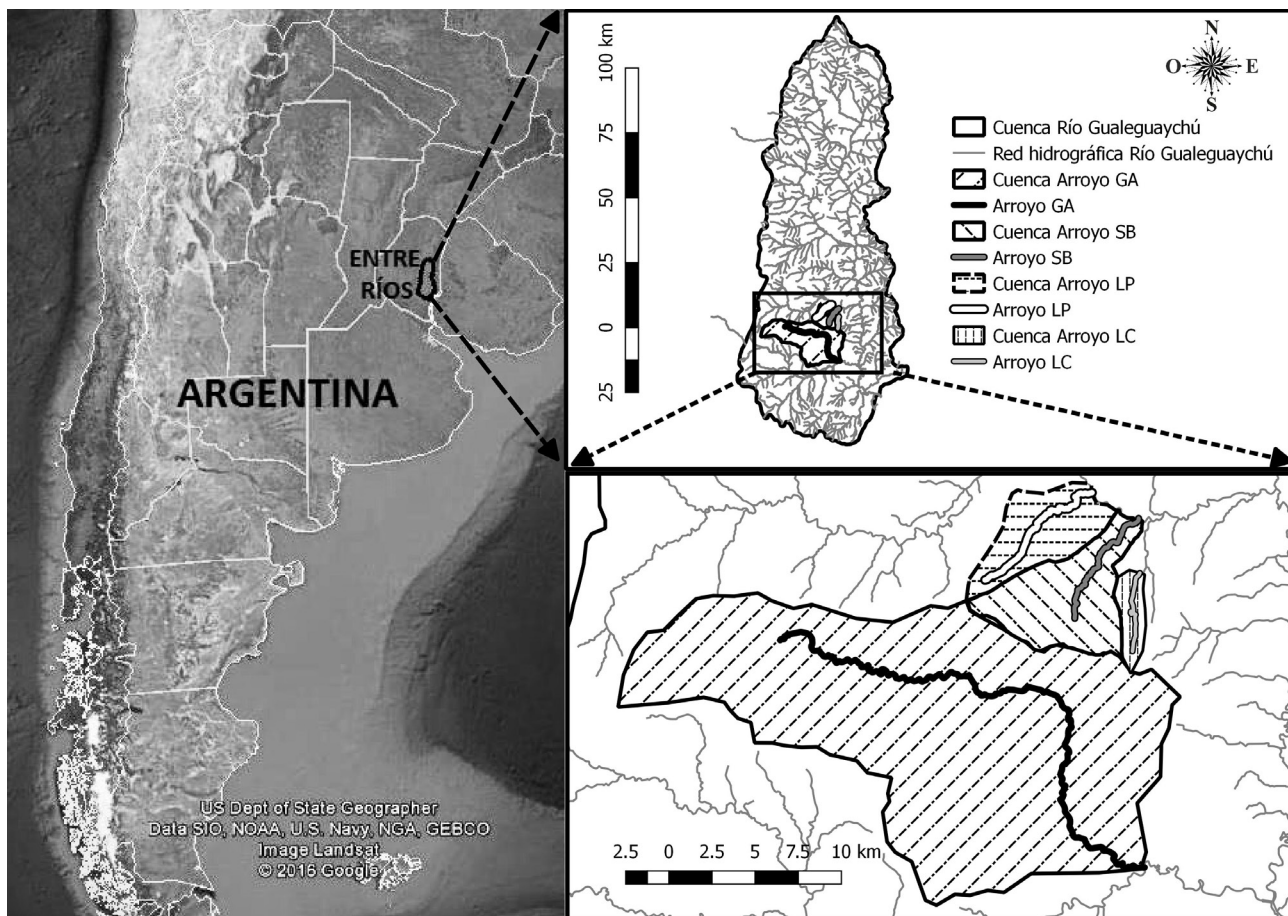 ENTRE
RÍOS
ARGENTINA
US Dept of State Geographer
Data SIO, NOAA, U.S. Navy, NGA, GEBCO
Image Landsat
© 2016 Google
100 km
75
50
25
0
25
N
O E
S
Cuenca Río Gualeguaychú
Red hidrográfica Río Gualeguaychú
Cuenca Arroyo GA
Arroyo GA
Cuenca Arroyo SB
Arroyo SB
Cuenca Arroyo LP
Arroyo LP
Cuenca Arroyo LC
Arroyo LC
2.5 0 2.5 5 7.5 10 km